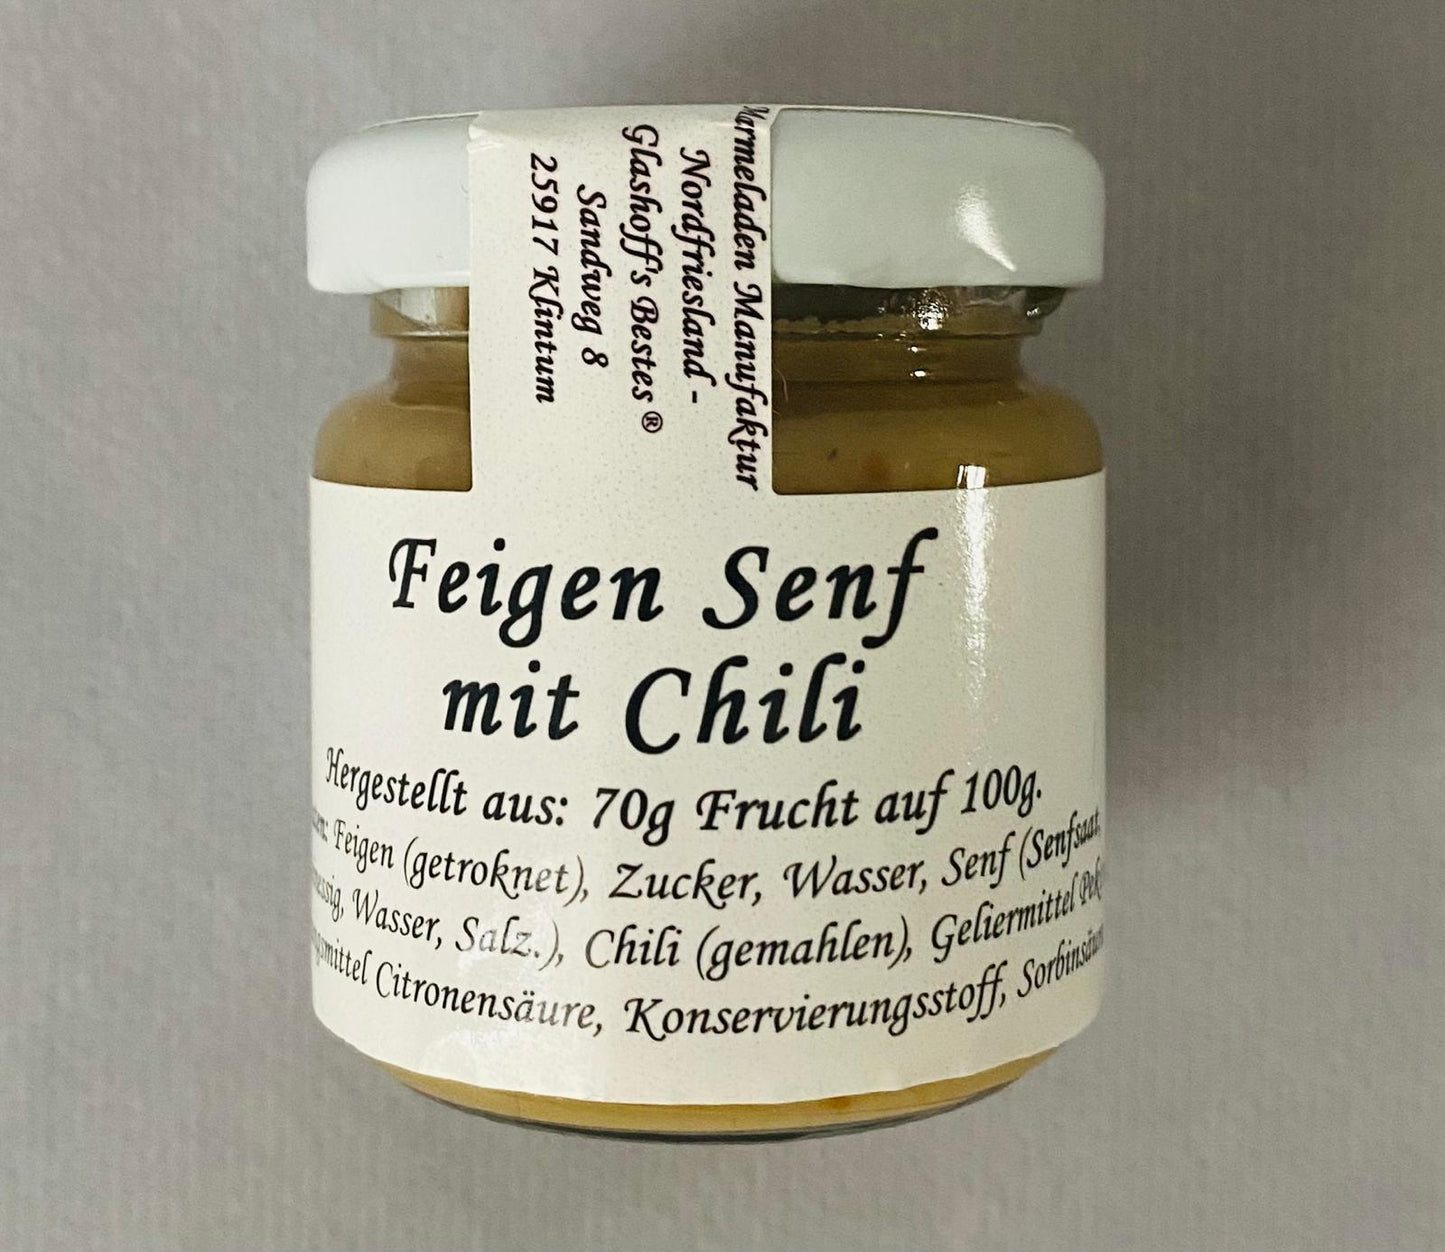 Marmeladen Manufaktur
Nordfriesland -
Glashoff's Bestes ®
Sandweg 8
25917 Klintum
Feigen Senf
mit Chili
Hergestellt aus: 70g Frucht auf 100g.
Feigen (getroknet), Zucker, Wasser, Senf (Senfsaat,
Wasser, Salz.), Chili (gemahlen), Geliermittel
Citronensäure, Konservierungsstoff,